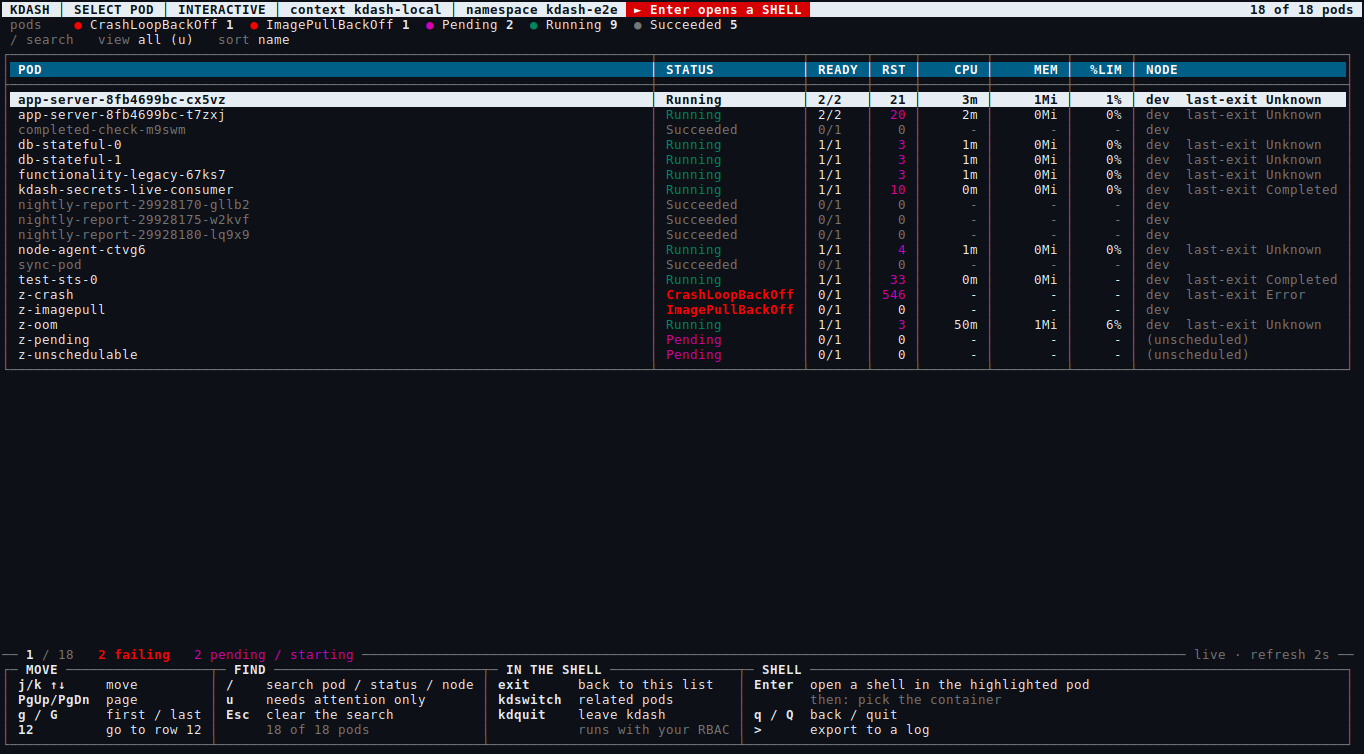 KDASH SELECT POD INTERACTIVE context kdash-local namespace kdash-e2e ► Enter opens a SHELL 18 of 18 pods
pods ● CrashLoopBackOff 1 ● ImagePullBackOff 1 ● Pending 2 ● Running 9 ● Succeeded 5
/ search view all (u) sort name
POD STATUS READY RST CPU MEM %LIM NODE
app-server-8fb4699bc-cx5vz Running 2/2 21 3m 1Mi 1% dev last-exit Unknown
app-server-8fb4699bc-t7zxj Running 2/2 20 2m 0Mi 0% dev last-exit Unknown
completed-check-m9swm Succeeded 0/1 0 - - - dev
db-stateful-0 Running 1/1 3 1m 0Mi 0% dev last-exit Unknown
db-stateful-1 Running 1/1 3 1m 0Mi 0% dev last-exit Unknown
functionality-legacy-67ks7 Running 1/1 3 1m 0Mi 0% dev last-exit Unknown
kdash-secrets-live-consumer Running 1/1 10 0m 0Mi 0% dev last-exit Completed
nightly-report-29928170-gllb2 Succeeded 0/1 0 - - - dev
nightly-report-29928175-w2kvf Succeeded 0/1 0 - - - dev
nightly-report-29928180-lq9x9 Succeeded 0/1 0 - - - dev
node-agent-ctvg6 Running 1/1 4 1m 0Mi 0% dev last-exit Unknown
sync-pod Succeeded 0/1 0 - - - dev
test-sts-0 Running 1/1 33 0m 0Mi - dev last-exit Completed
z-crash CrashLoopBackOff 0/1 546 - - - dev last-exit Error
z-imagepull ImagePullBackOff 0/1 0 - - - dev
z-oom Running 1/1 3 50m 1Mi 6% dev last-exit Unknown
z-pending Pending 0/1 0 - - - (unscheduled)
z-unschedulable Pending 0/1 0 - - - (unscheduled)
1 / 18 2 failing 2 pending / starting live · refresh 2s
MOVE FIND IN THE SHELL SHELL
j/k ↑↓ move / search pod / status / node exit back to this list Enter open a shell in the highlighted pod
PgUp/PgDn page u needs attention only kdswitch related pods then: pick the container
g / G first / last Esc clear the search kdquit leave kdash q / Q back / quit
12 go to row 12 18 of 18 pods runs with your RBAC > export to a log